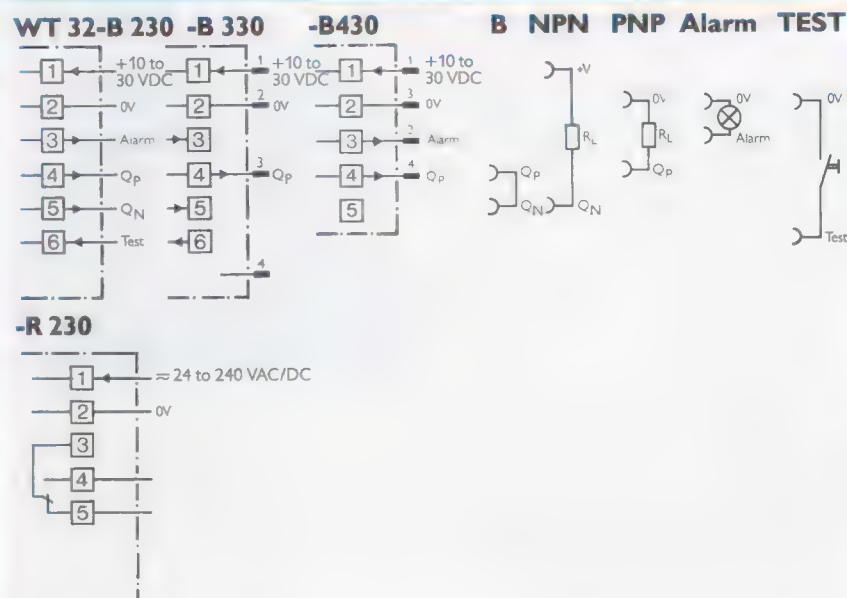 WT 32-B 230 -B 330 -B430 B NPN PNP Alarm TEST
1 +10 to 30 VDC
2 0V
3 Alarm
4 Qp
5 QN
6 Test
1 1 +10 to 30 VDC
2 2 0V
3
4 3 Qp
5
6
4
1 1 +10 to 30 VDC
2 3 0V
3 2 Alarm
4 4 Qp
5
Qp
QN
+V
RL
QN
0V
RL
Qp
0V
Alarm
0V
Test
-R 230
1 ≂ 24 to 240 VAC/DC
2 0V
3
4
5